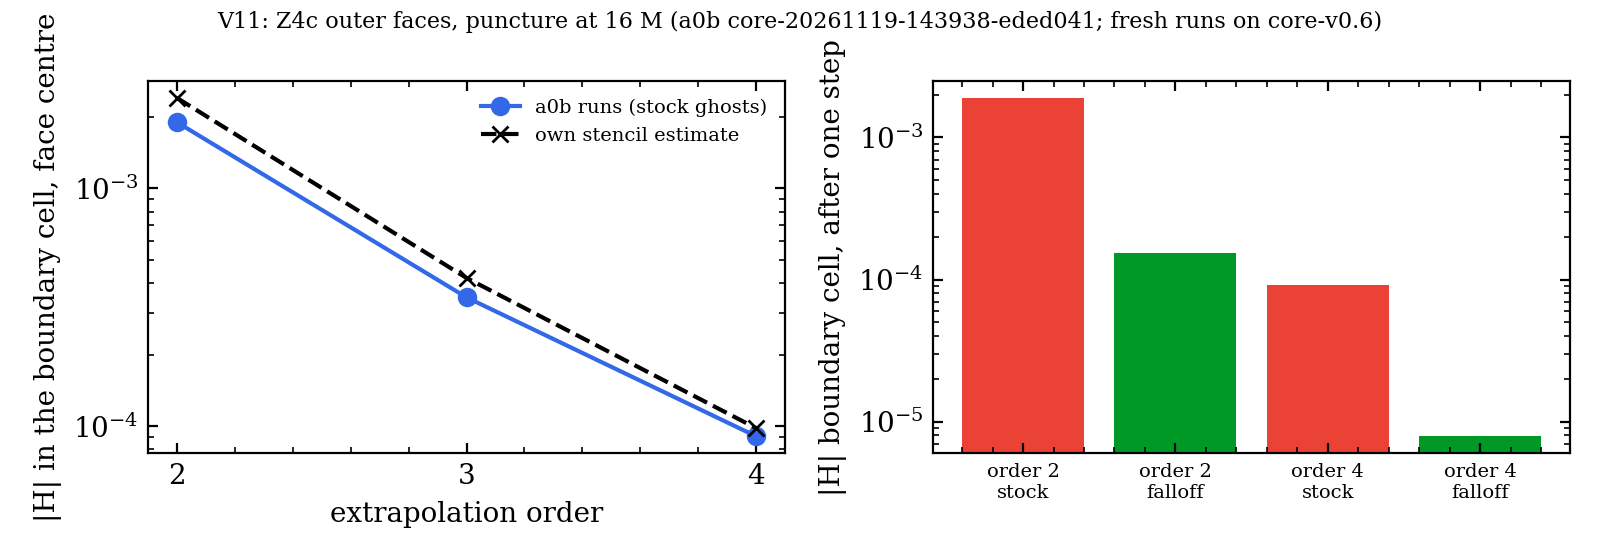 V11: Z4c outer faces, puncture at 16 M (a0b core-20261119-143938-eded041; fresh runs on core-v0.6)
|H| in the boundary cell, face centre
10⁻³
10⁻⁴
a0b runs (stock ghosts)
own stencil estimate
2
3
4
extrapolation order
|H| boundary cell, after one step
10⁻³
10⁻⁴
10⁻⁵
order 2
stock
order 2
falloff
order 4
stock
order 4
falloff